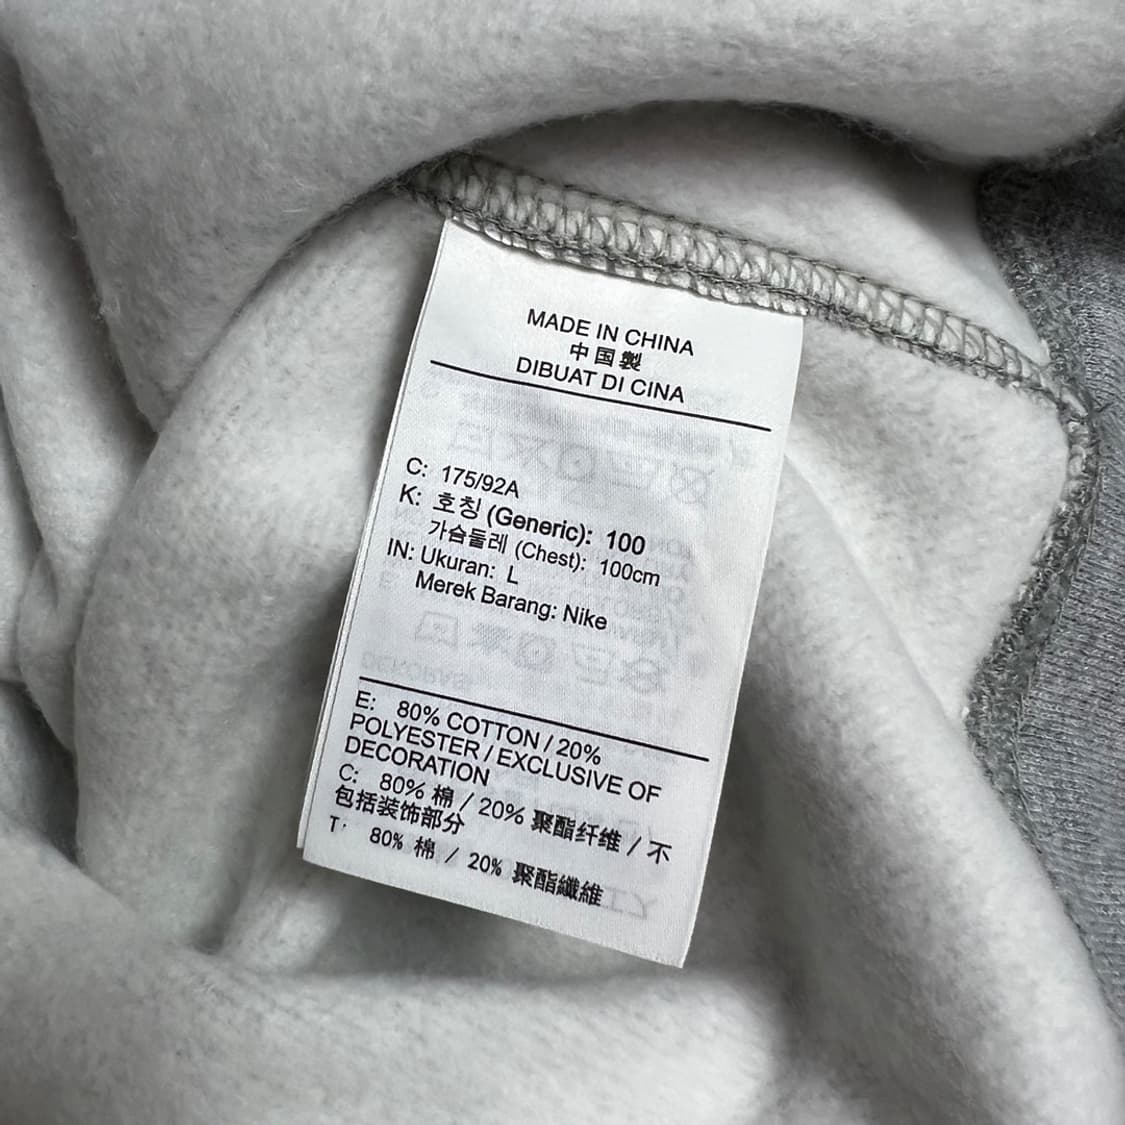 MADE IN CHINA
中国製
DIBUAT DI CINA
C: 175/92A
K: 호칭 (Generic): 100
가슴둘레 (Chest): 100cm
IN: Ukuran: L
Merek Barang: Nike
E: 80% COTTON / 20%
POLYESTER / EXCLUSIVE OF
DECORATION
C: 80% 棉 / 20% 聚酯纤维 / 不
包括装饰部分
T: 80% 棉 / 20% 聚酯纖維